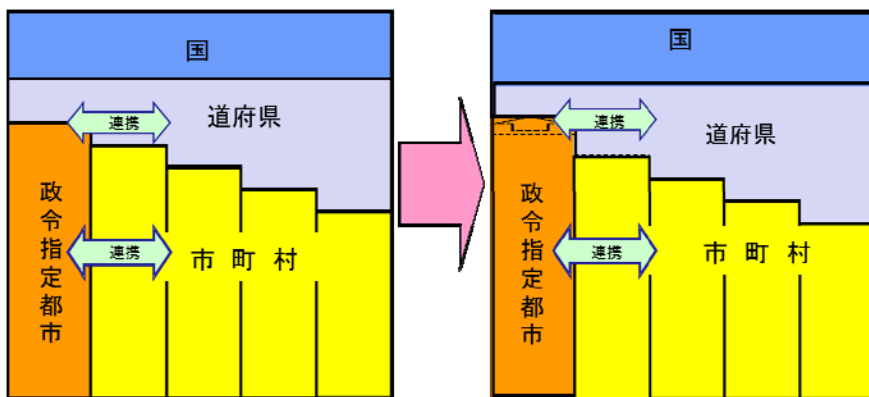 国
道府県
連携
政令指定都市
連携
市町村
国
連携
道府県
政令指定都市
連携
市町村